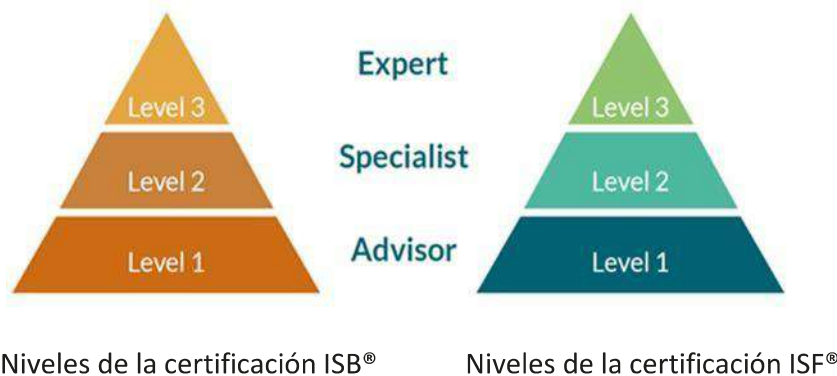 Expert
Level 3
Level 3
Specialist
Level 2
Level 2
Advisor
Level 1
Level 1
Niveles de la certificación ISB®
Niveles de la certificación ISF®